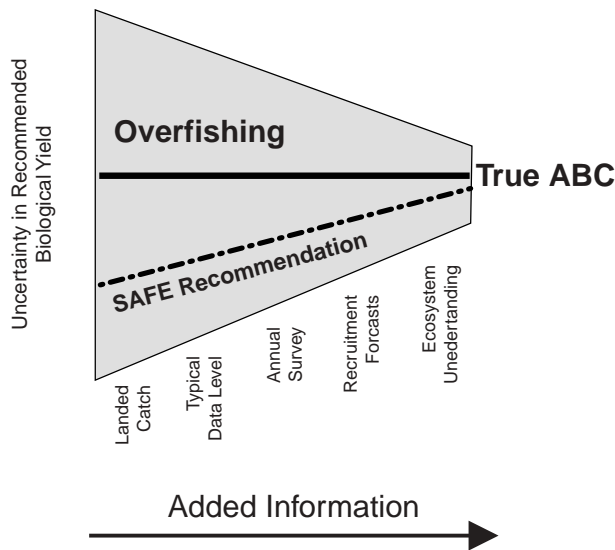 Uncertainty in Recommended
Biological Yield
Overfishing
True ABC
SAFE Recommendation
Landed
Catch
Typical
Data Level
Annual
Survey
Recruitment
Forcasts
Ecosystem
Unedertanding
Added Information